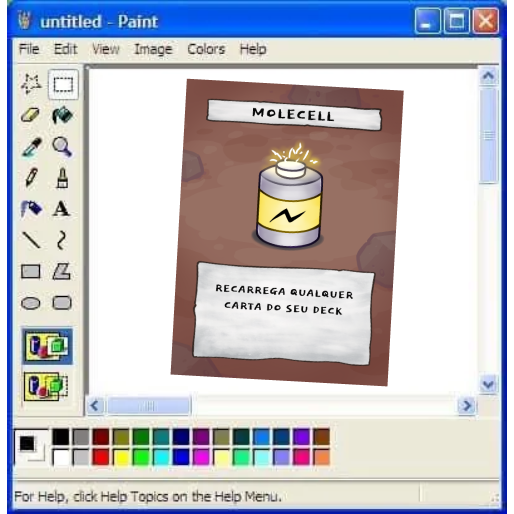 untitled - Paint
File Edit View Image Colors Help
MOLECELL
RECARREGA QUALQUER
CARTA DO SEU DECK
A
For Help, click Help Topics on the Help Menu.